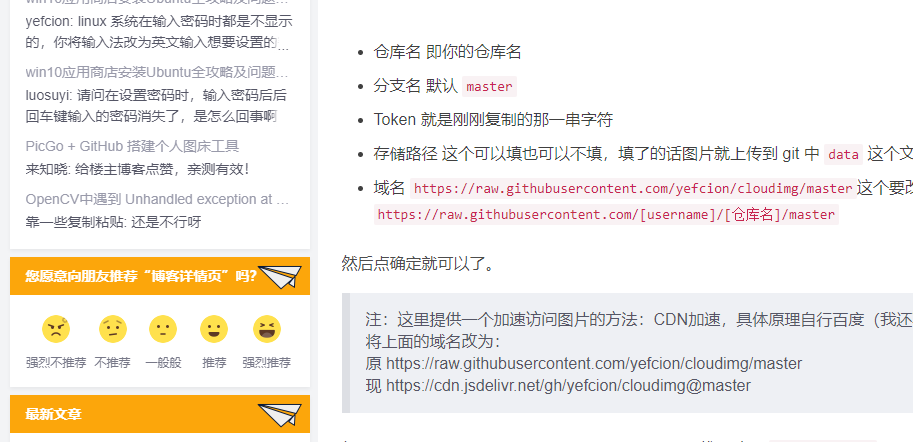 win10应用商店安装Ubuntu全攻略及问题…
yefcion: linux 系统在输入密码时都是不显示
的，你将输入法改为英文输入想要设置的…
win10应用商店安装Ubuntu全攻略及问题…
luosuyi: 请问在设置密码时，输入密码后后
回车键输入的密码消失了，是怎么回事啊
PicGo + GitHub 搭建个人图床工具
来知晓: 给楼主博客点赞，亲测有效！
OpenCV中遇到 Unhandled exception at …
靠一些复制粘贴: 还是不行呀
您愿意向朋友推荐“博客详情页”吗？
强烈不推荐 不推荐 一般般 推荐 强烈推荐
最新文章
仓库名 即你的仓库名
分支名 默认 master
Token 就是刚刚复制的那一串字符
存储路径 这个可以填也可以不填，填了的话图片就上传到 git 中 data 这个文
域名 https://raw.githubusercontent.com/yefcion/cloudimg/master 这个要改
https://raw.githubusercontent.com/[username]/[仓库名]/master
然后点确定就可以了。
注：这里提供一个加速访问图片的方法：CDN加速，具体原理自行百度（我还
将上面的域名改为：
原 https://raw.githubusercontent.com/yefcion/cloudimg/master
现 https://cdn.jsdelivr.net/gh/yefcion/cloudimg@master